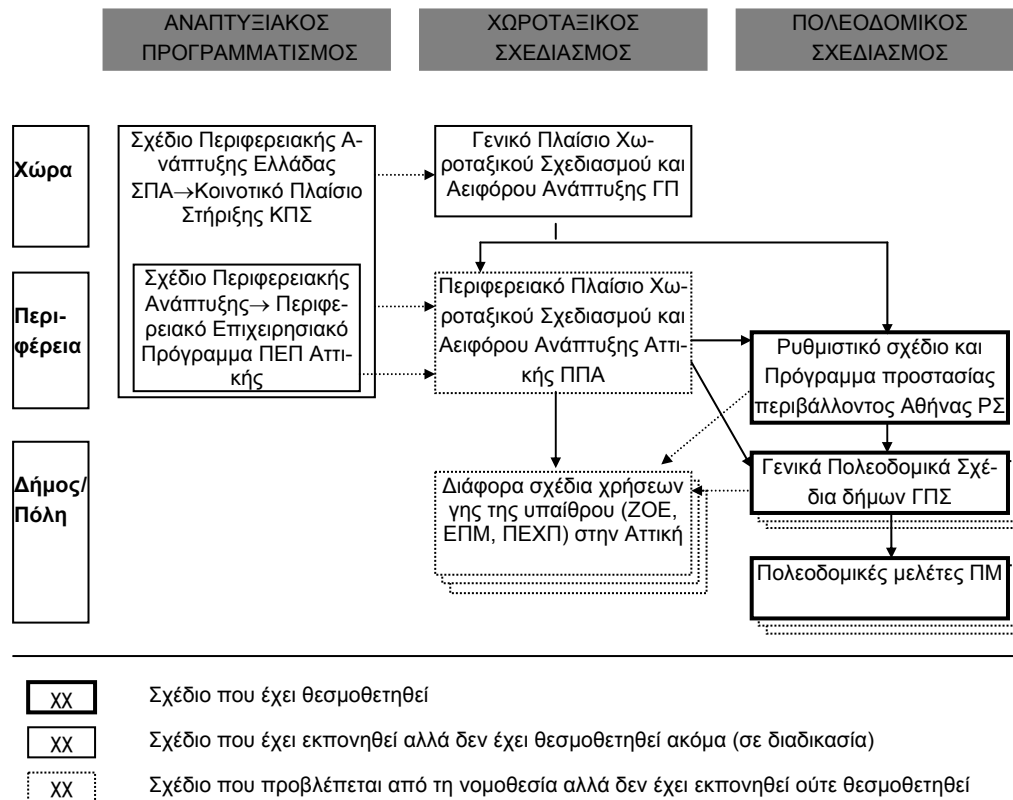 ΑΝΑΠΤΥΞΙΑΚΟΣ
ΠΡΟΓΡΑΜΜΑΤΙΣΜΟΣ
ΧΩΡΟΤΑΞΙΚΟΣ
ΣΧΕΔΙΑΣΜΟΣ
ΠΟΛΕΟΔΟΜΙΚΟΣ
ΣΧΕΔΙΑΣΜΟΣ
Χώρα
Σχέδιο Περιφερειακής Α-
νάπτυξης Ελλάδας
ΣΠΑ→Κοινοτικό Πλαίσιο
Στήριξης ΚΠΣ
Γενικό Πλαίσιο Χω-
ροταξικού Σχεδιασμού και
Αειφόρου Ανάπτυξης ΓΠ
Περι-
φέρεια
Σχέδιο Περιφερειακής
Ανάπτυξης→ Περιφε-
ρειακό Επιχειρησιακό
Πρόγραμμα ΠΕΠ Αττι-
κής
Περιφερειακό Πλαίσιο Χω-
ροταξικού Σχεδιασμού και
Αειφόρου Ανάπτυξης Αττι-
κής ΠΠΑ
Ρυθμιστικό σχέδιο και
Πρόγραμμα προστασίας
περιβάλλοντος Αθήνας ΡΣ
Δήμος/
Πόλη
Διάφορα σχέδια χρήσεων
γης της υπαίθρου (ΖΟΕ,
ΕΠΜ, ΠΕΧΠ) στην Αττική
Γενικά Πολεοδομικά Σχέ-
δια δήμων ΓΠΣ
Πολεοδομικές μελέτες ΠΜ
ΧΧ Σχέδιο που έχει θεσμοθετηθεί
ΧΧ Σχέδιο που έχει εκπονηθεί αλλά δεν έχει θεσμοθετηθεί ακόμα (σε διαδικασία)
ΧΧ Σχέδιο που προβλέπεται από τη νομοθεσία αλλά δεν έχει εκπονηθεί ούτε θεσμοθετηθεί